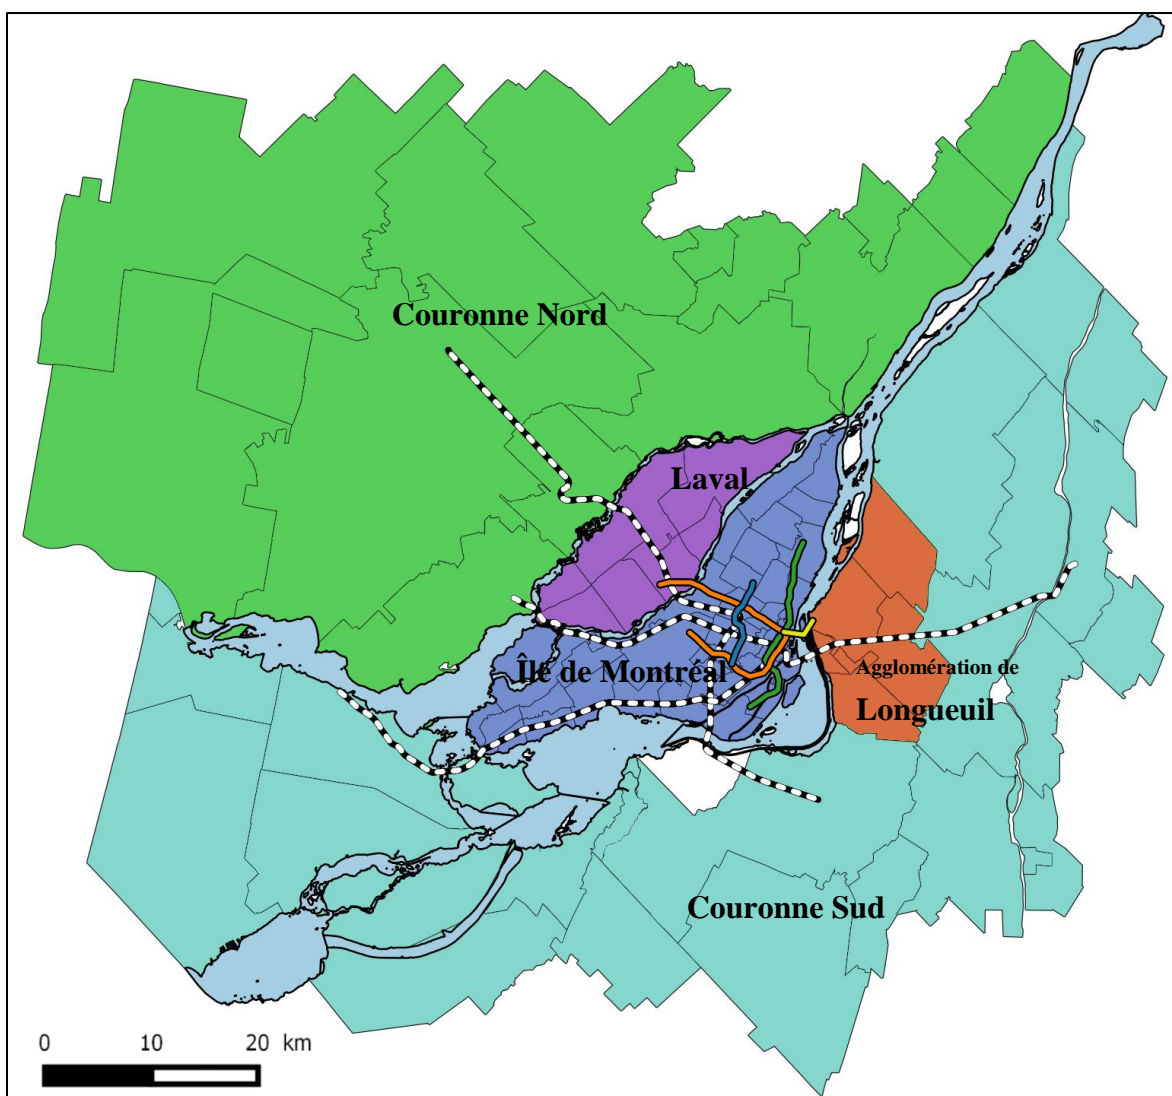 Couronne Nord
Laval
Île de Montréal
Agglomération de
Longueuil
Couronne Sud
0 10 20 km